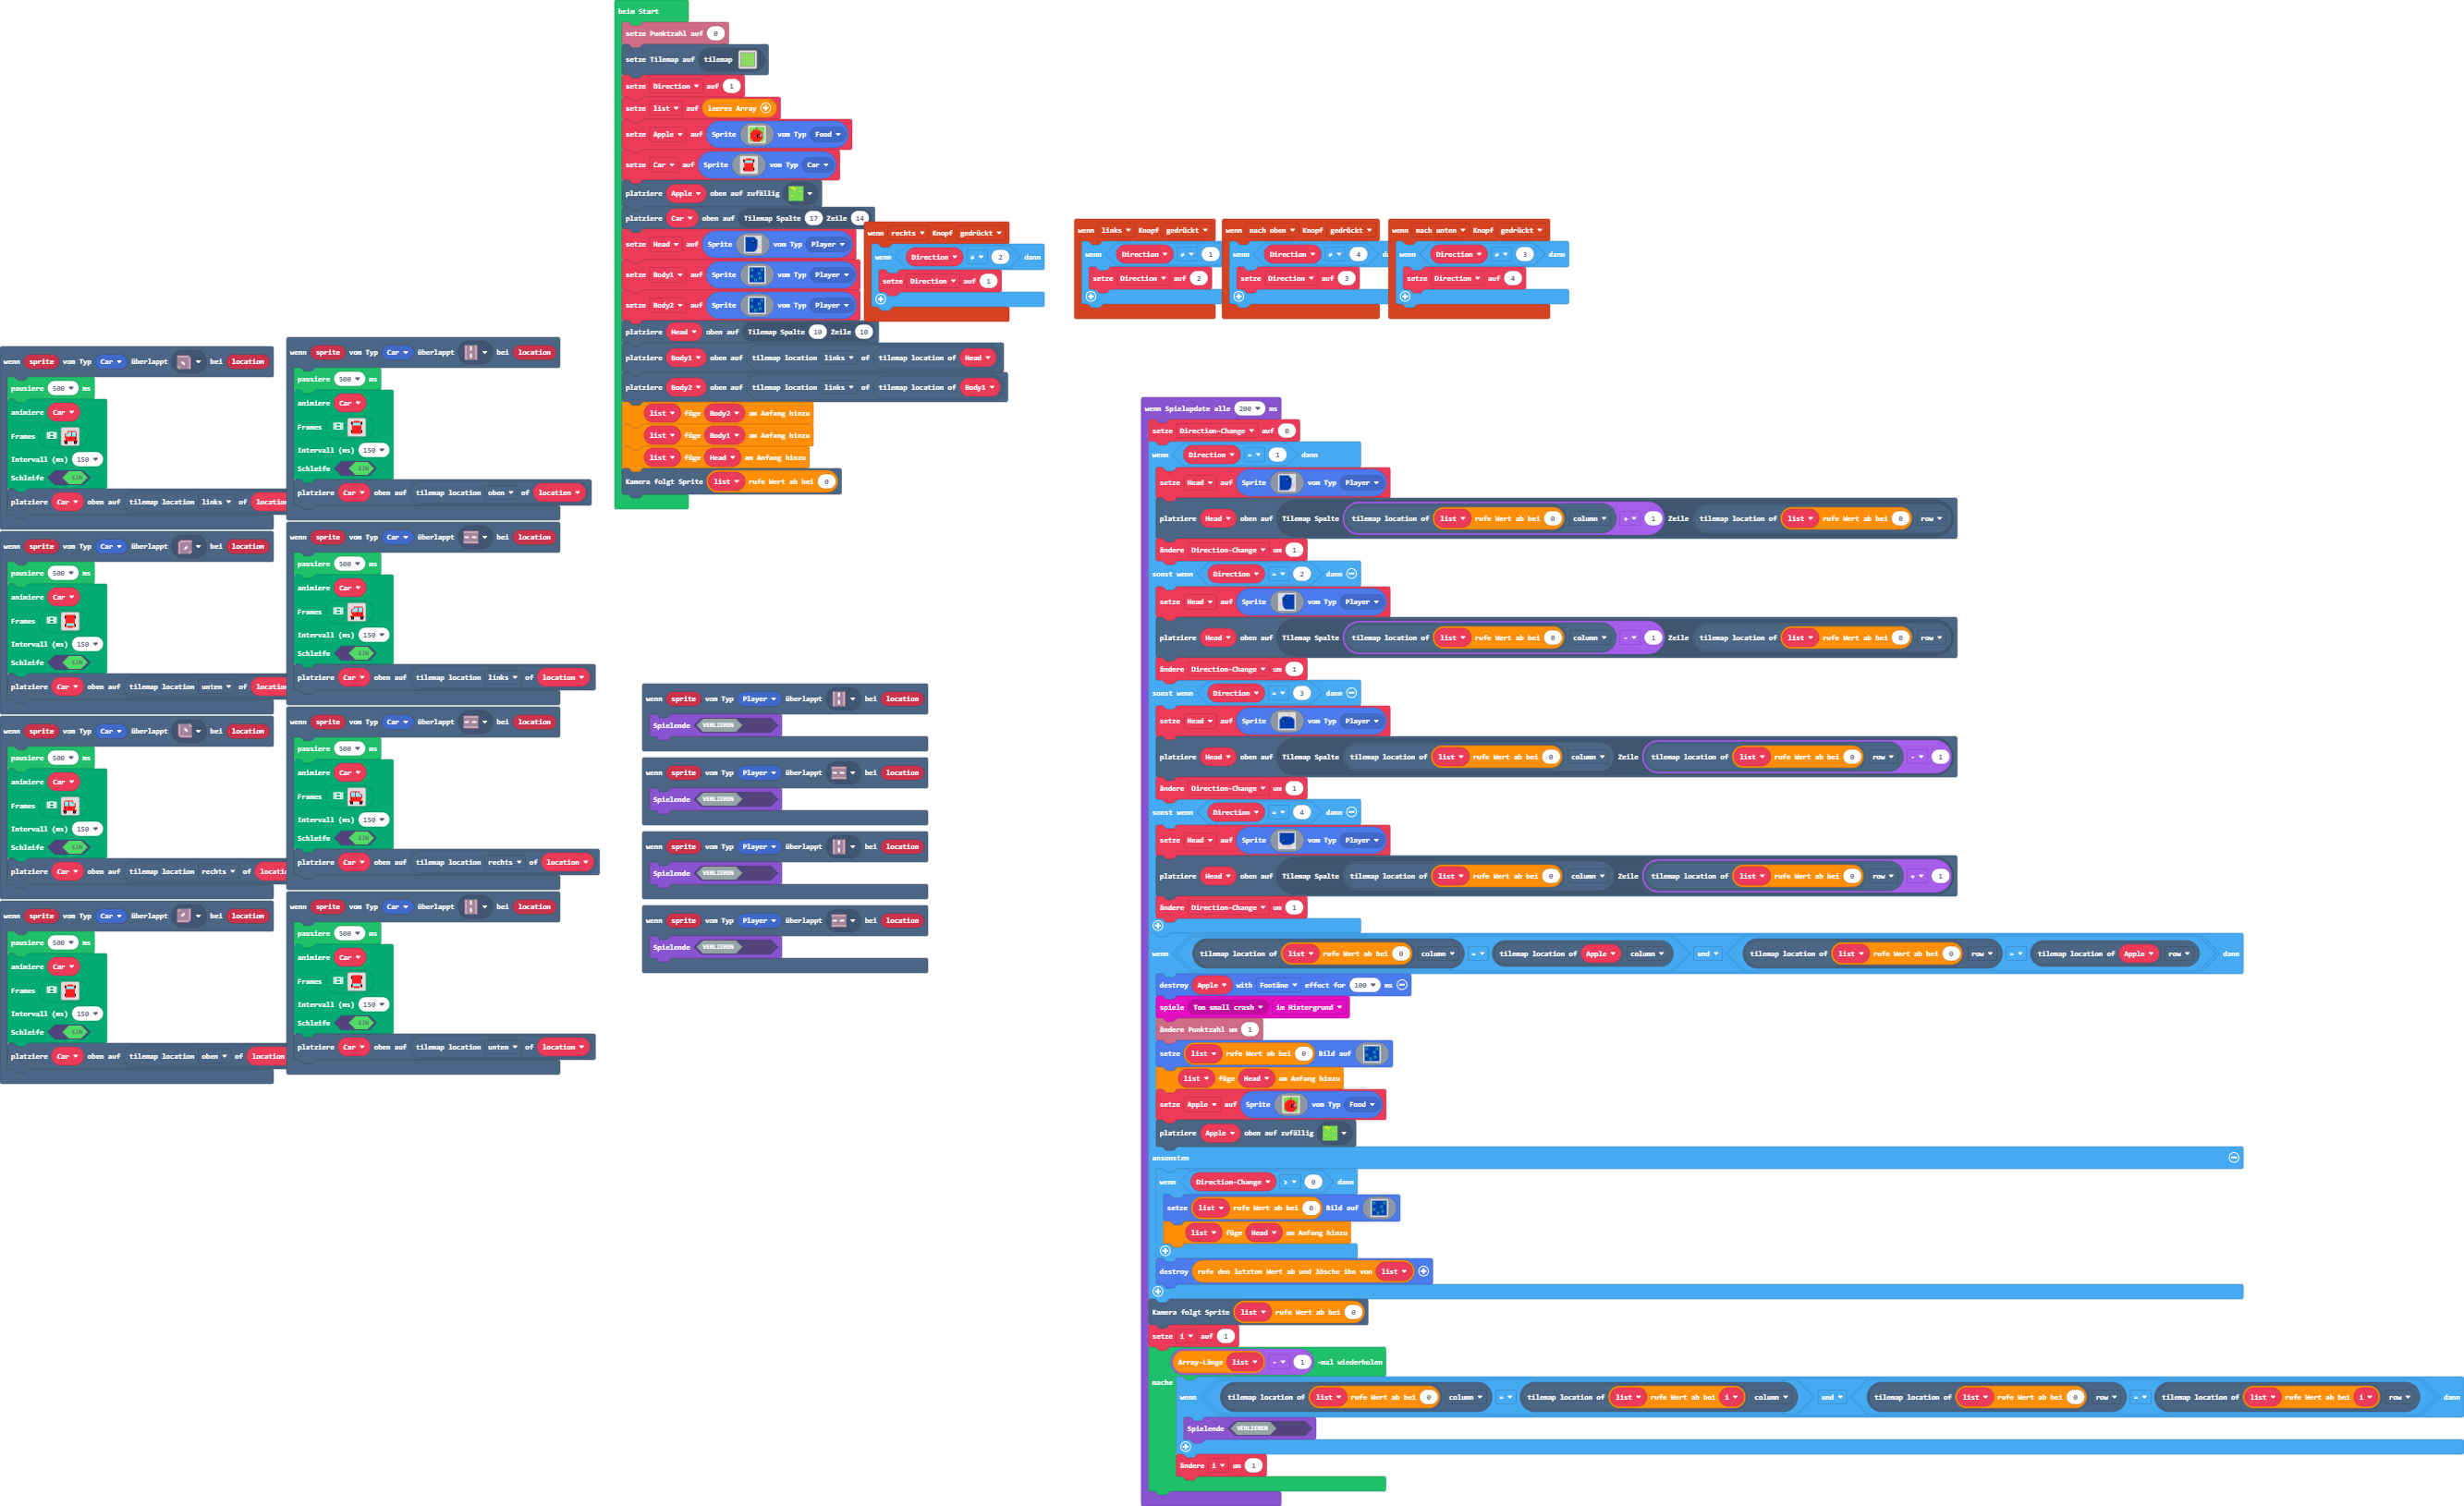 beim Start
setze Punktzahl auf 0
setze Tilemap auf tilemap
setze Direction auf 1
setze list auf leeres Array
setze Apple auf Sprite vom Typ Food
setze Car auf Sprite vom Typ Car
platziere Apple oben auf zufällig
platziere Car oben auf Tilemap Spalte 17 Zeile 14
setze Head auf Sprite vom Typ Player
setze Body1 auf Sprite vom Typ Player
setze Body2 auf Sprite vom Typ Player
platziere Head oben auf Tilemap Spalte 10 Zeile 10
platziere Body1 oben auf tilemap location links of tilemap location of Head
platziere Body2 oben auf tilemap location links of tilemap location of Body1
list füge Body2 am Anfang hinzu
list füge Body1 am Anfang hinzu
list füge Head am Anfang hinzu
Kamera folgt Sprite list rufe Wert ab bei 0
wenn rechts Knopf gedrückt
wenn Direction ≠ 2 dann
setze Direction auf 1
wenn links Knopf gedrückt
wenn Direction ≠ 1
setze Direction auf 2
wenn nach oben Knopf gedrückt
wenn Direction ≠ 4 da
setze Direction auf 3
wenn nach unten Knopf gedrückt
wenn Direction ≠ 3 dann
setze Direction auf 4
wenn sprite vom Typ Car überlappt bei location
pausiere 500 ms
animiere Car
Frames
Intervall (ms) 150
Schleife EIN
platziere Car oben auf tilemap location links of location
wenn sprite vom Typ Car überlappt bei location
pausiere 500 ms
animiere Car
Frames
Intervall (ms) 150
Schleife EIN
platziere Car oben auf tilemap location unten of location
wenn sprite vom Typ Car überlappt bei location
pausiere 500 ms
animiere Car
Frames
Intervall (ms) 150
Schleife EIN
platziere Car oben auf tilemap location rechts of locatio
wenn sprite vom Typ Car überlappt bei location
pausiere 500 ms
animiere Car
Frames
Intervall (ms) 150
Schleife EIN
platziere Car oben auf tilemap location oben of location
wenn sprite vom Typ Car überlappt bei location
pausiere 500 ms
animiere Car
Frames
Intervall (ms) 150
Schleife EIN
platziere Car oben auf tilemap location oben of location
wenn sprite vom Typ Car überlappt bei location
pausiere 500 ms
animiere Car
Frames
Intervall (ms) 150
Schleife EIN
platziere Car oben auf tilemap location links of location
wenn sprite vom Typ Car überlappt bei location
pausiere 500 ms
animiere Car
Frames
Intervall (ms) 150
Schleife EIN
platziere Car oben auf tilemap location rechts of location
wenn sprite vom Typ Car überlappt bei location
pausiere 500 ms
animiere Car
Frames
Intervall (ms) 150
Schleife EIN
platziere Car oben auf tilemap location unten of location
wenn sprite vom Typ Player überlappt bei location
Spielende VERLIEREN
wenn sprite vom Typ Player überlappt bei location
Spielende VERLIEREN
wenn sprite vom Typ Player überlappt bei location
Spielende VERLIEREN
wenn sprite vom Typ Player überlappt bei location
Spielende VERLIEREN
wenn Spielupdate alle 200 ms
setze Direction-Change auf 0
wenn Direction = 1 dann
setze Head auf Sprite vom Typ Player
platziere Head oben auf Tilemap Spalte tilemap location of list rufe Wert ab bei 0 column + 1 Zeile tilemap location of list rufe Wert ab bei 0 row
ändere Direction-Change um 1
sonst wenn Direction = 2 dann
setze Head auf Sprite vom Typ Player
platziere Head oben auf Tilemap Spalte tilemap location of list rufe Wert ab bei 0 column - 1 Zeile tilemap location of list rufe Wert ab bei 0 row
ändere Direction-Change um 1
sonst wenn Direction = 3 dann
setze Head auf Sprite vom Typ Player
platziere Head oben auf Tilemap Spalte tilemap location of list rufe Wert ab bei 0 column Zeile tilemap location of list rufe Wert ab bei 0 row - 1
ändere Direction-Change um 1
sonst wenn Direction = 4 dann
setze Head auf Sprite vom Typ Player
platziere Head oben auf Tilemap Spalte tilemap location of list rufe Wert ab bei 0 column Zeile tilemap location of list rufe Wert ab bei 0 row + 1
ändere Direction-Change um 1
wenn tilemap location of list rufe Wert ab bei 0 column = tilemap location of Apple column und tilemap location of list rufe Wert ab bei 0 row = tilemap location of Apple row dann
destroy Apple with Fontäne effect for 100 ms
spiele Ton small crash im Hintergrund
ändere Punktzahl um 1
setze list rufe Wert ab bei 0 Bild auf
list füge Head am Anfang hinzu
setze Apple auf Sprite vom Typ Food
platziere Apple oben auf zufällig
ansonsten
wenn Direction-Change > 0 dann
setze list rufe Wert ab bei 0 Bild auf
list füge Head am Anfang hinzu
destroy rufe den letzten Wert ab und lösche ihn von list
Kamera folgt Sprite list rufe Wert ab bei 0
setze i auf 1
Array-Länge list - 1 -mal wiederholen
mache
wenn tilemap location of list rufe Wert ab bei 0 column = tilemap location of list rufe Wert ab bei i column und tilemap location of list rufe Wert ab bei 0 row = tilemap location of list rufe Wert ab bei i row dann
Spielende VERLIEREN
ändere i um 1